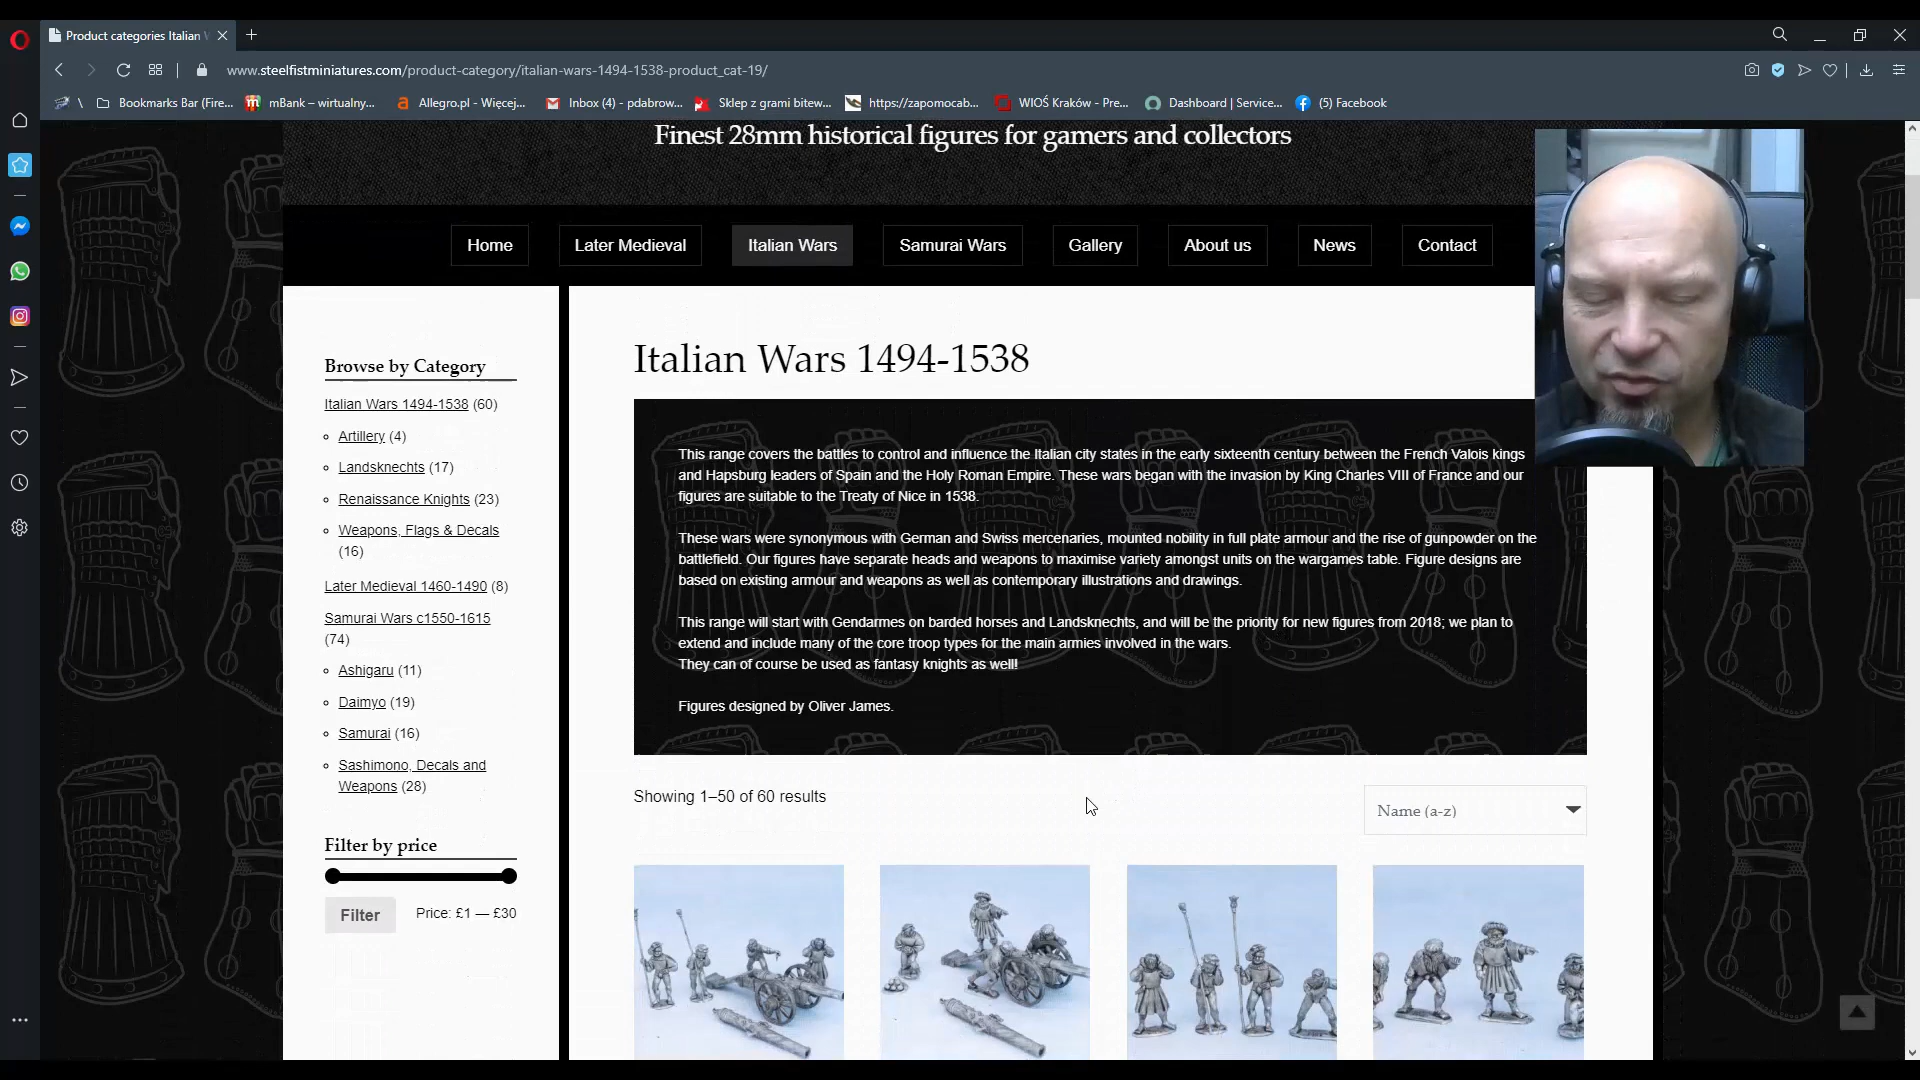 Product categories Italian W
www.steelfistminiatures.com/product-category/italian-wars-1494-1538-product_cat-19/
\
Bookmarks Bar (Fire...
mBank – wirtualny...
Allegro.pl - Więcej...
Inbox (4) - pdabrow...
Sklep z grami bitew...
https://zapomocab...
WIOŚ Kraków - Pre...
Dashboard | Service...
(5) Facebook
Finest 28mm historical figures for gamers and collectors
Home
Later Medieval
Italian Wars
Samurai Wars
Gallery
About us
News
Contact
Browse by Category
Italian Wars 1494-1538 (60)
Artillery (4)
Landsknechts (17)
Renaissance Knights (23)
Weapons, Flags & Decals
(16)
Later Medieval 1460-1490 (8)
Samurai Wars c1550-1615
(74)
Ashigaru (11)
Daimyo (19)
Samurai (16)
Sashimono, Decals and
Weapons (28)
Filter by price
Filter
Price: £1 — £30
Italian Wars 1494-1538
This range covers the battles to control and influence the Italian city states in the early sixteenth century between the French Valois kings
and Hapsburg leaders of Spain and the Holy Roman Empire. These wars began with the invasion by King Charles VIII of France and our
figures are suitable to the Treaty of Nice in 1538.
These wars were synonymous with German and Swiss mercenaries, mounted nobility in full plate armour and the rise of gunpowder on the
battlefield. Our figures have separate heads and weapons to maximise variety amongst units on the wargames table. Figure designs are
based on existing armour and weapons as well as contemporary illustrations and drawings.
This range will start with Gendarmes on barded horses and Landsknechts, and will be the priority for new figures from 2018; we plan to
extend and include many of the core troop types for the main armies involved in the wars.
They can of course be used as fantasy knights as well!
Figures designed by Oliver James.
Showing 1–50 of 60 results
Name (a-z)